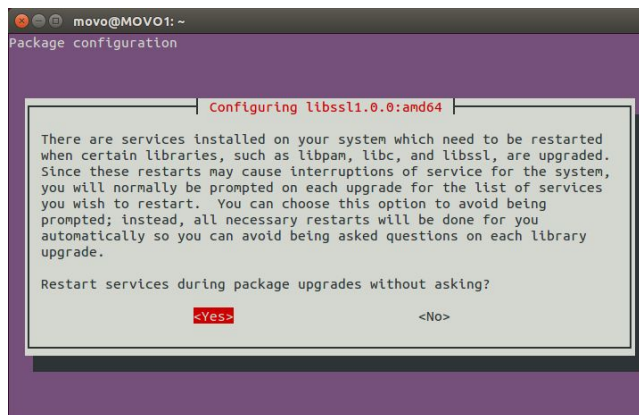 movo@MOVO1: ~
Package configuration
Configuring libssl1.0.0:amd64
There are services installed on your system which need to be restarted
when certain libraries, such as libpam, libc, and libssl, are upgraded.
Since these restarts may cause interruptions of service for the system,
you will normally be prompted on each upgrade for the list of services
you wish to restart.  You can choose this option to avoid being
prompted; instead, all necessary restarts will be done for you
automatically so you can avoid being asked questions on each library
upgrade.
Restart services during package upgrades without asking?
<Yes> <No>